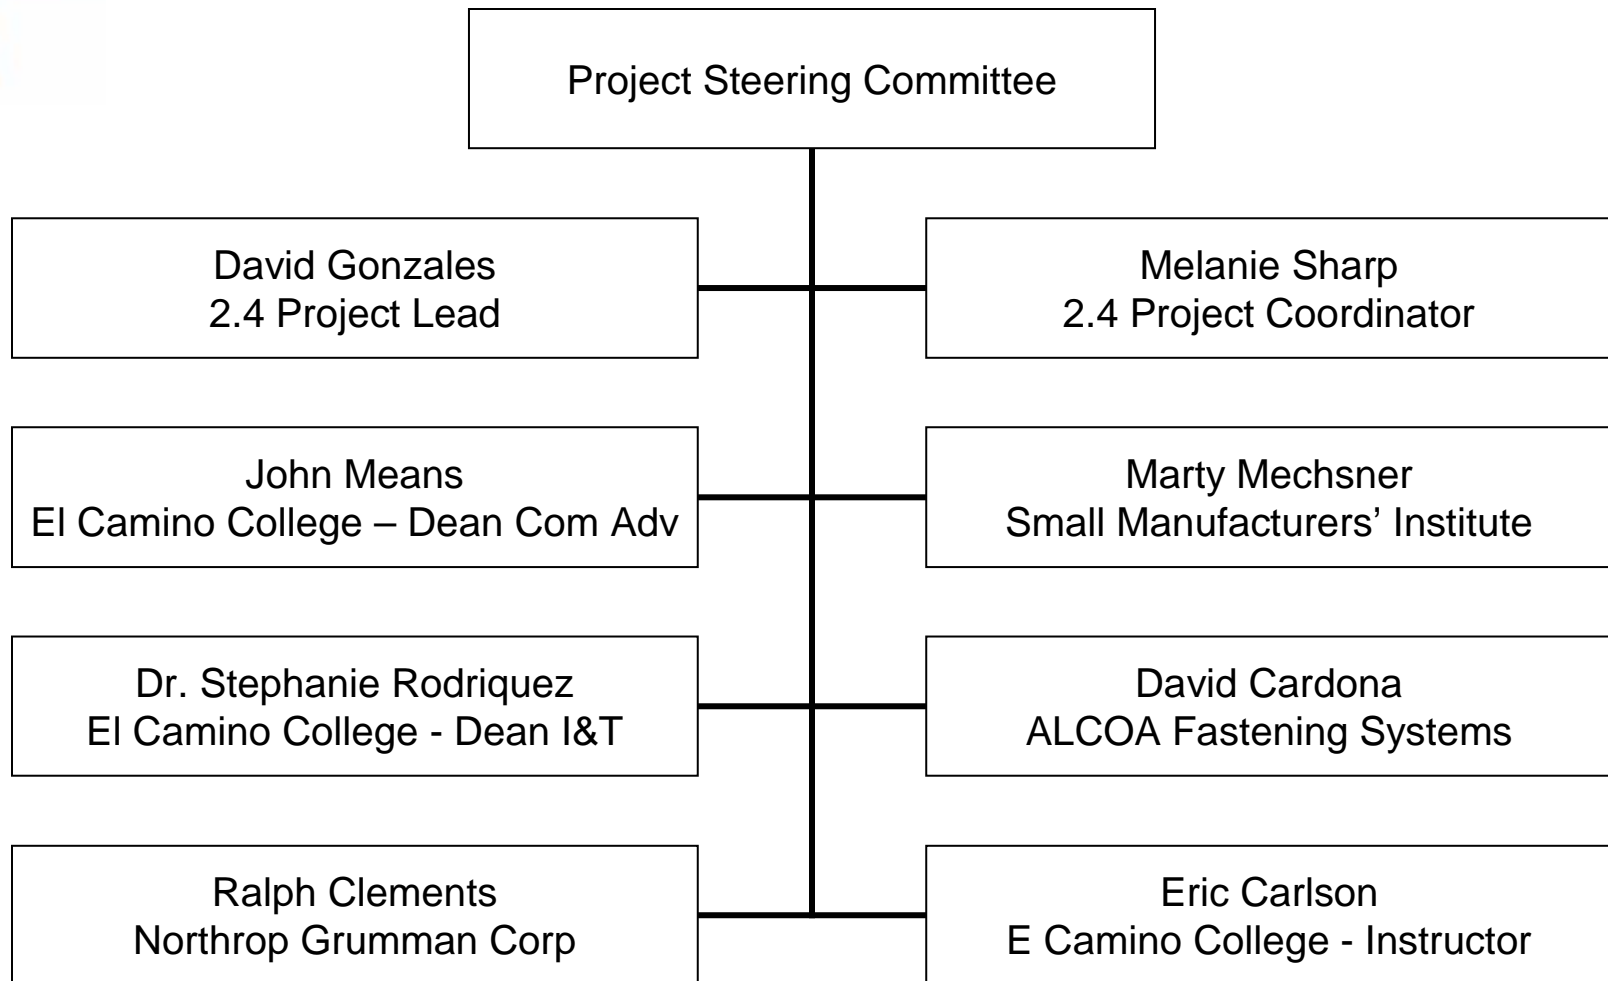 Project Steering Committee
David Gonzales
2.4 Project Lead
Melanie Sharp
2.4 Project Coordinator
John Means
El Camino College – Dean Com Adv
Marty Mechsner
Small Manufacturers’ Institute
Dr. Stephanie Rodriquez
El Camino College - Dean I&T
David Cardona
ALCOA Fastening Systems
Ralph Clements
Northrop Grumman Corp
Eric Carlson
E Camino College - Instructor